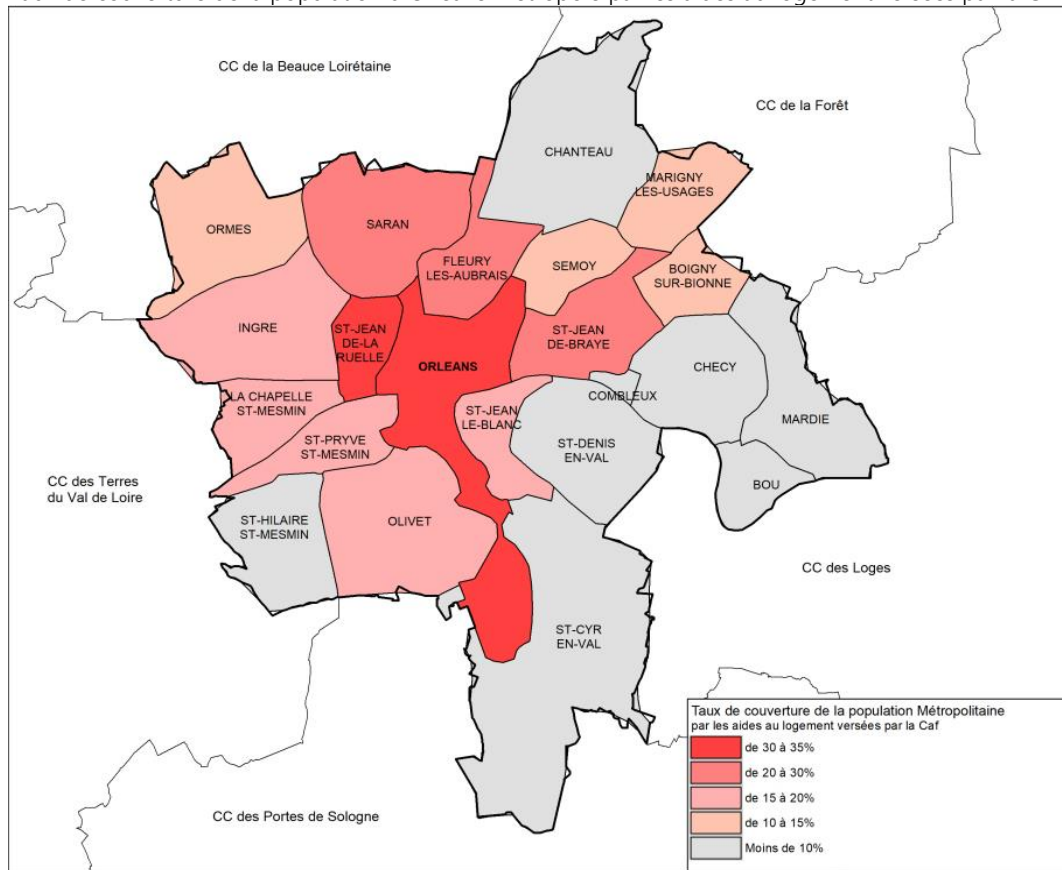 CC de la Beauce Loirétaine
CC de la Forêt
CHANTEAU
MARIGNY
LES-USAGES
ORMES
SARAN
FLEURY
LES-AUBRAIS
SEMOY
BOIGNY
SUR-BIONNE
INGRE
ST-JEAN
DE-LA
RUELLE
ORLEANS
ST-JEAN
DE-BRAYE
CHECY
COMBLEUX
LA CHAPELLE
ST-MESMIN
ST-JEAN
LE-BLANC
MARDIE
ST-PRYVE
ST-MESMIN
ST-DENIS
EN-VAL
BOU
CC des Terres
du Val de Loire
ST-HILAIRE
ST-MESMIN
OLIVET
CC des Loges
ST-CYR
EN-VAL
CC des Portes de Sologne
Taux de couverture de la population Métropolitaine
par les aides au logement versées par la Caf
de 30 à 35%
de 20 à 30%
de 15 à 20%
de 10 à 15%
Moins de 10%